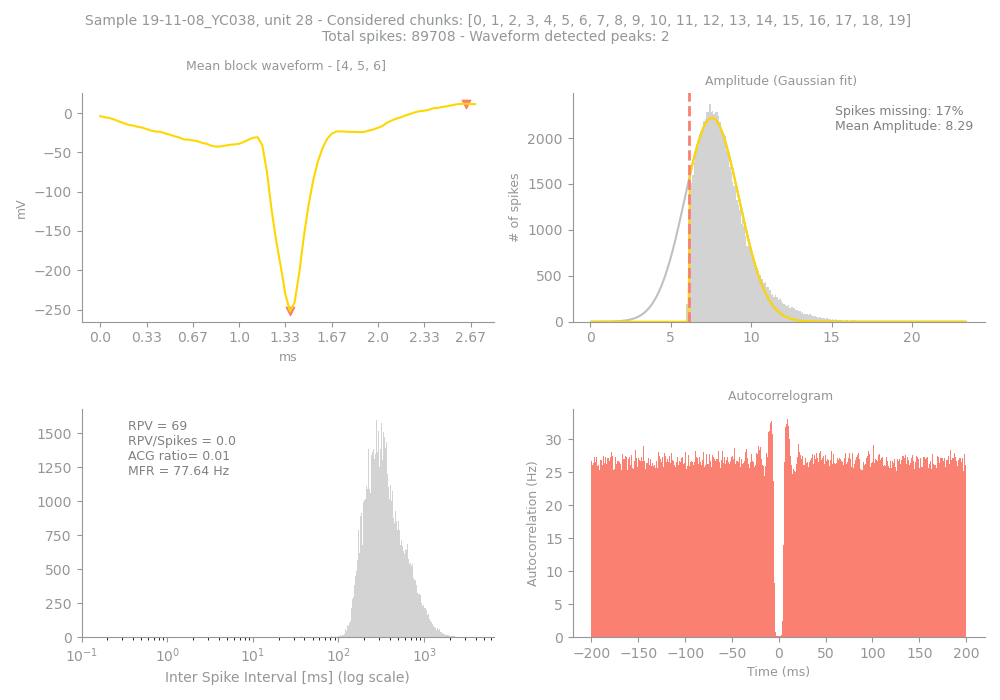 Sample 19-11-08_YC038, unit 28 - Considered chunks: [0, 1, 2, 3, 4, 5, 6, 7, 8, 9, 10, 11, 12, 13, 14, 15, 16, 17, 18, 19]
Total spikes: 89708 - Waveform detected peaks: 2
Mean block waveform - [4, 5, 6]
0
−50
−100
−150
−200
−250
mV
0.0 0.33 0.67 1.0 1.33 1.67 2.0 2.33 2.67
ms
Amplitude (Gaussian fit)
Spikes missing: 17%
Mean Amplitude: 8.29
2000
1500
1000
500
0
# of spikes
0 5 10 15 20
RPV = 69
RPV/Spikes = 0.0
ACG ratio= 0.01
MFR = 77.64 Hz
1500
1250
1000
750
500
250
0
10⁻¹ 10⁰ 10¹ 10² 10³
Inter Spike Interval [ms] (log scale)
Autocorrelogram
30
25
20
15
10
5
0
Autocorrelation (Hz)
−200 −150 −100 −50 0 50 100 150 200
Time (ms)